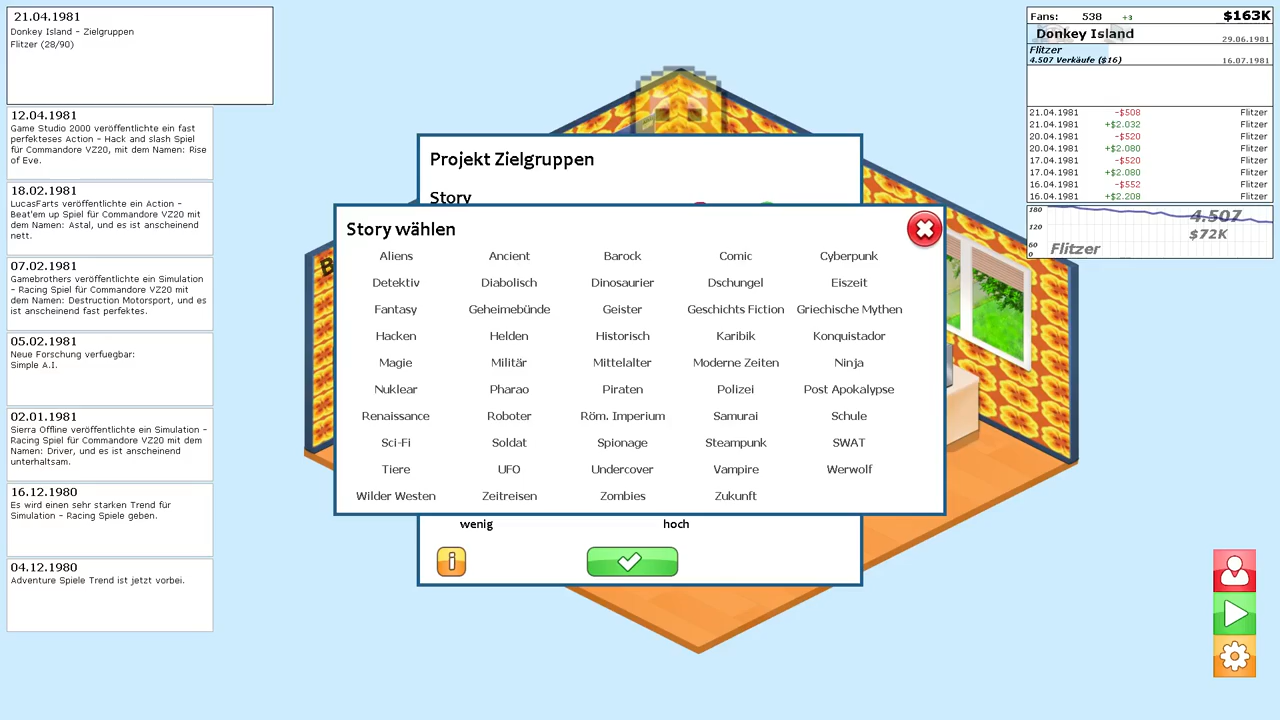 21.04.1981
Donkey Island - Zielgruppen
Flitzer (28/90)
12.04.1981
Game Studio 2000 veröffentlichte ein fast
perfekteses Action - Hack and slash Spiel
für Commandore VZ20, mit dem Namen: Rise
of Eve.
18.02.1981
LucasFarts veröffentlichte ein Action -
Beat'em up Spiel für Commandore VZ20 mit
dem Namen: Astal, und es ist anscheinend
nett.
07.02.1981
Gamebrothers veröffentlichte ein Simulation
- Racing Spiel für Commandore VZ20 mit
dem Namen: Destruction Motorsport, und es
ist anscheinend fast perfektes.
05.02.1981
Neue Forschung verfuegbar:
Simple A.I.
02.01.1981
Sierra Offline veröffentlichte ein Simulation -
Racing Spiel für Commandore VZ20 mit dem
Namen: Driver, und es ist anscheinend
unterhaltsam.
16.12.1980
Es wird einen sehr starken Trend für
Simulation - Racing Spiele geben.
04.12.1980
Adventure Spiele Trend ist jetzt vorbei.
Projekt Zielgruppen
Story
Story wählen
Aliens Ancient Barock Comic Cyberpunk
Detektiv Diabolisch Dinosaurier Dschungel Eiszeit
Fantasy Geheimebünde Geister Geschichts Fiction Griechische Mythen
Hacken Helden Historisch Karibik Konquistador
Magie Militär Mittelalter Moderne Zeiten Ninja
Nuklear Pharao Piraten Polizei Post Apokalypse
Renaissance Roboter Röm. Imperium Samurai Schule
Sci-Fi Soldat Spionage Steampunk SWAT
Tiere UFO Undercover Vampire Werwolf
Wilder Westen Zeitreisen Zombies Zukunft
wenig hoch
Fans: 538 +3 $163K
Donkey Island 29.06.1981
Flitzer
4.507 Verkäufe ($16) 16.07.1981
21.04.1981 -$508 Flitzer
21.04.1981 +$2.032 Flitzer
20.04.1981 -$520 Flitzer
20.04.1981 +$2.080 Flitzer
17.04.1981 -$520 Flitzer
17.04.1981 +$2.080 Flitzer
16.04.1981 -$552 Flitzer
16.04.1981 +$2.208 Flitzer
180
4.507
120
$72K
60
Flitzer
0